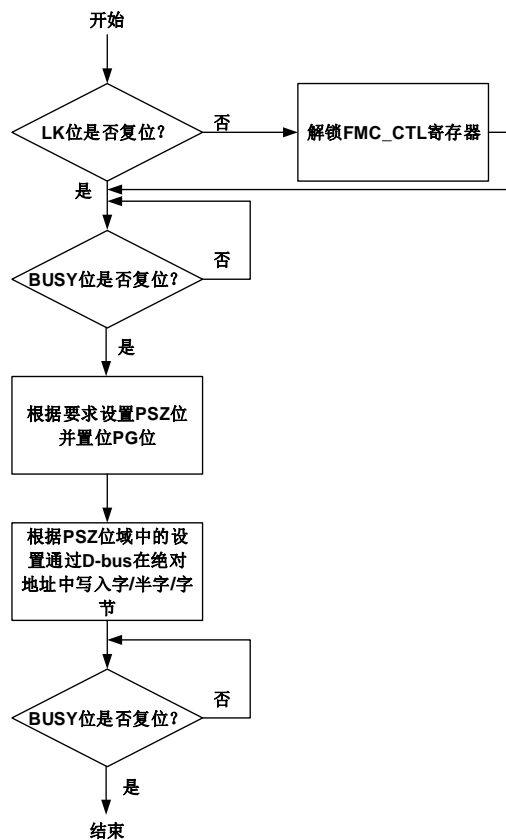 开始
LK位是否复位？
否
解锁FMC_CTL寄存器
是
BUSY位是否复位？
否
是
根据要求设置PSZ位
并置位PG位
根据PSZ位域中的设
置通过D-bus在绝对
地址中写入字/半字/字
节
BUSY位是否复位？
否
是
结束